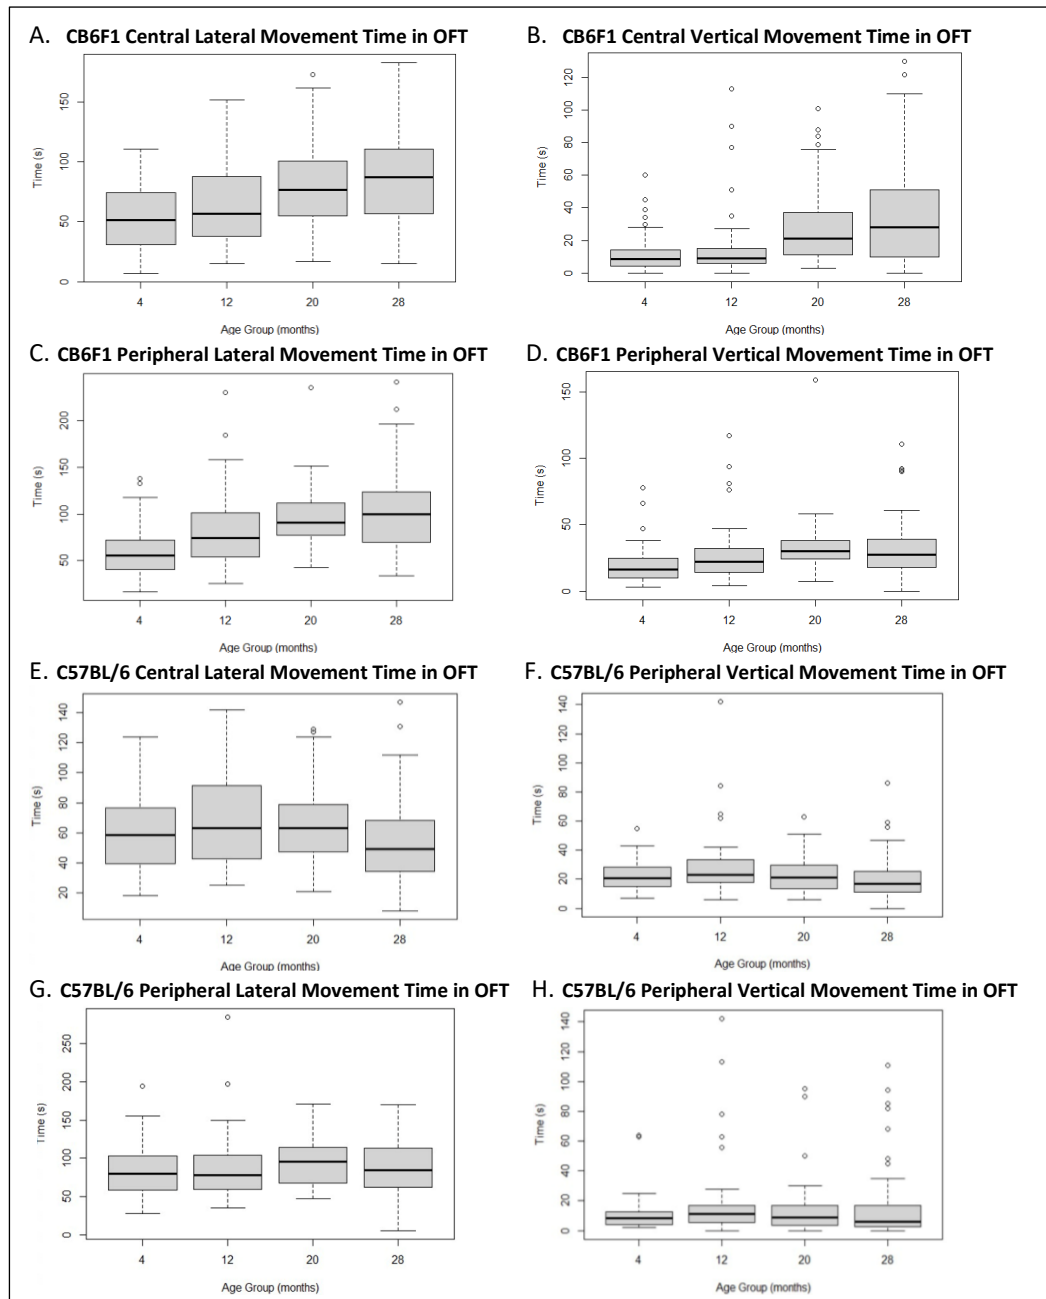 A. CB6F1 Central Lateral Movement Time in OFT
Time (s)
0 50 100 150
4 12 20 28
Age Group (months)
B. CB6F1 Central Vertical Movement Time in OFT
Time (s)
0 20 40 60 80 100 120
4 12 20 28
Age Group (months)
C. CB6F1 Peripheral Lateral Movement Time in OFT
Time (s)
50 100 150 200
4 12 20 28
Age Group (months)
D. CB6F1 Peripheral Vertical Movement Time in OFT
Time (s)
0 50 100 150
4 12 20 28
Age Group (months)
E. C57BL/6 Central Lateral Movement Time in OFT
Time (s)
20 40 60 80 100 120 140
4 12 20 28
Age Group (months)
F. C57BL/6 Peripheral Vertical Movement Time in OFT
Time (s)
0 20 40 60 80 100 120 140
4 12 20 28
Age Group (months)
G. C57BL/6 Peripheral Lateral Movement Time in OFT
Time (s)
0 50 100 150 200 250
4 12 20 28
Age Group (months)
H. C57BL/6 Peripheral Vertical Movement Time in OFT
Time (s)
0 20 40 60 80 100 120 140
4 12 20 28
Age Group (months)